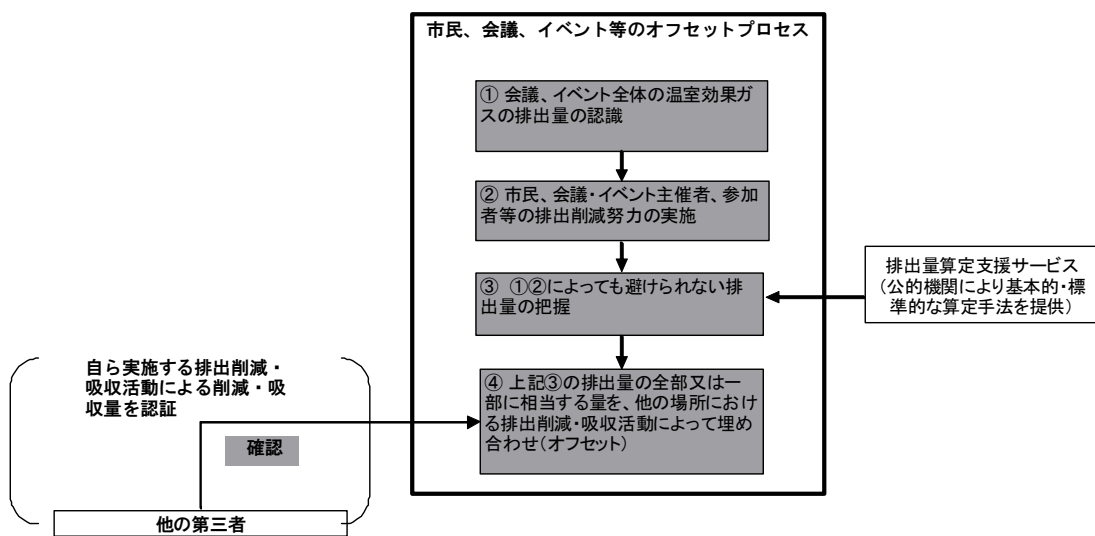 市民、会議、イベント等のオフセットプロセス
① 会議、イベント全体の温室効果ガ
スの排出量の認識
② 市民、会議・イベント主催者、参加
者等の排出削減努力の実施
③ ①②によっても避けられない排
出量の把握
排出量算定支援サービス
(公的機関により基本的・標
準的な算定手法を提供)
④ 上記③の排出量の全部又は一
部に相当する量を、他の場所におけ
る排出削減・吸収活動によって埋め
合わせ(オフセット)
自ら実施する排出削減・
吸収活動による削減・吸
収量を認証
確認
他の第三者